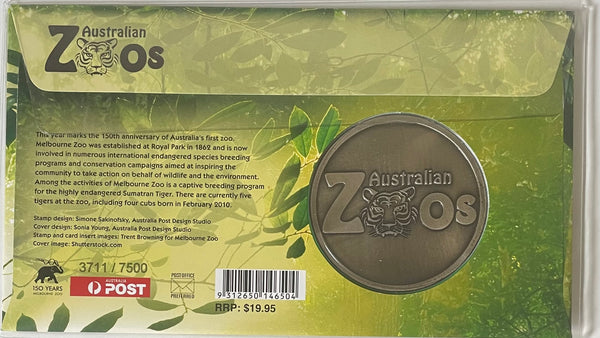 Australian
Zoos
This year marks the 150th anniversary of Australia's first zoo.
Melbourne Zoo was established at Royal Park in 1862 and is now
involved in numerous international endangered species breeding
programs and conservation campaigns aimed at inspiring the
community to take action on behalf of wildlife and the environment.
Among the activities of Melbourne Zoo is a captive breeding program
for the highly endangered Sumatran Tiger. There are currently five
tigers at the zoo, including four cubs born in February 2010.
Stamp design: Simone Sakinofsky, Australia Post Design Studio
Cover design: Sonia Young, Australia Post Design Studio
Stamp and card insert images: Trent Browning for Melbourne Zoo
Cover image: Shutterstock.com
Australian
Zoos
150 YEARS
MELBOURNE ZOO
3711 / 7500
AUSTRALIA
POST
POST OFFICE
PREFERRED
9 312650 146504
RRP: $19.95